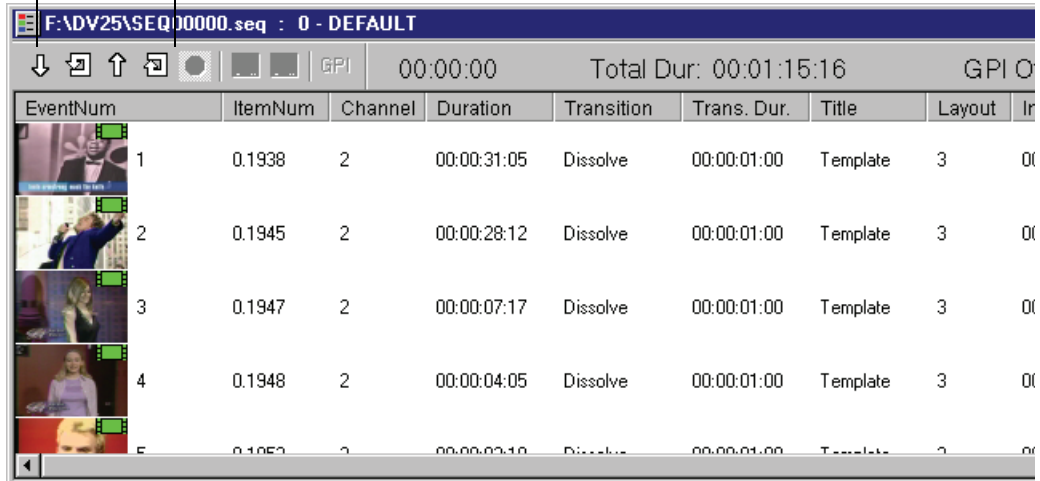 F:\DV25\SEQ00000.seq : 0 - DEFAULT
GPI 00:00:00 Total Dur: 00:01:15:16 GPI
EventNum ItemNum Channel Duration Transition Trans. Dur. Title Layout
1 0.1938 2 00:00:31:05 Dissolve 00:00:01:00 Template 3
2 0.1945 2 00:00:28:12 Dissolve 00:00:01:00 Template 3
3 0.1947 2 00:00:07:17 Dissolve 00:00:01:00 Template 3
4 0.1948 2 00:00:04:05 Dissolve 00:00:01:00 Template 3